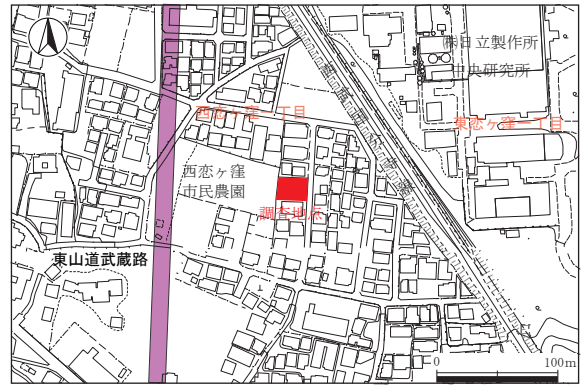 ㈱日立製作所
中央研究所
西恋ヶ窪一丁目
東恋ヶ窪一丁目
西恋ヶ窪
市民農園
調査地点
東山道武蔵路
0 100m